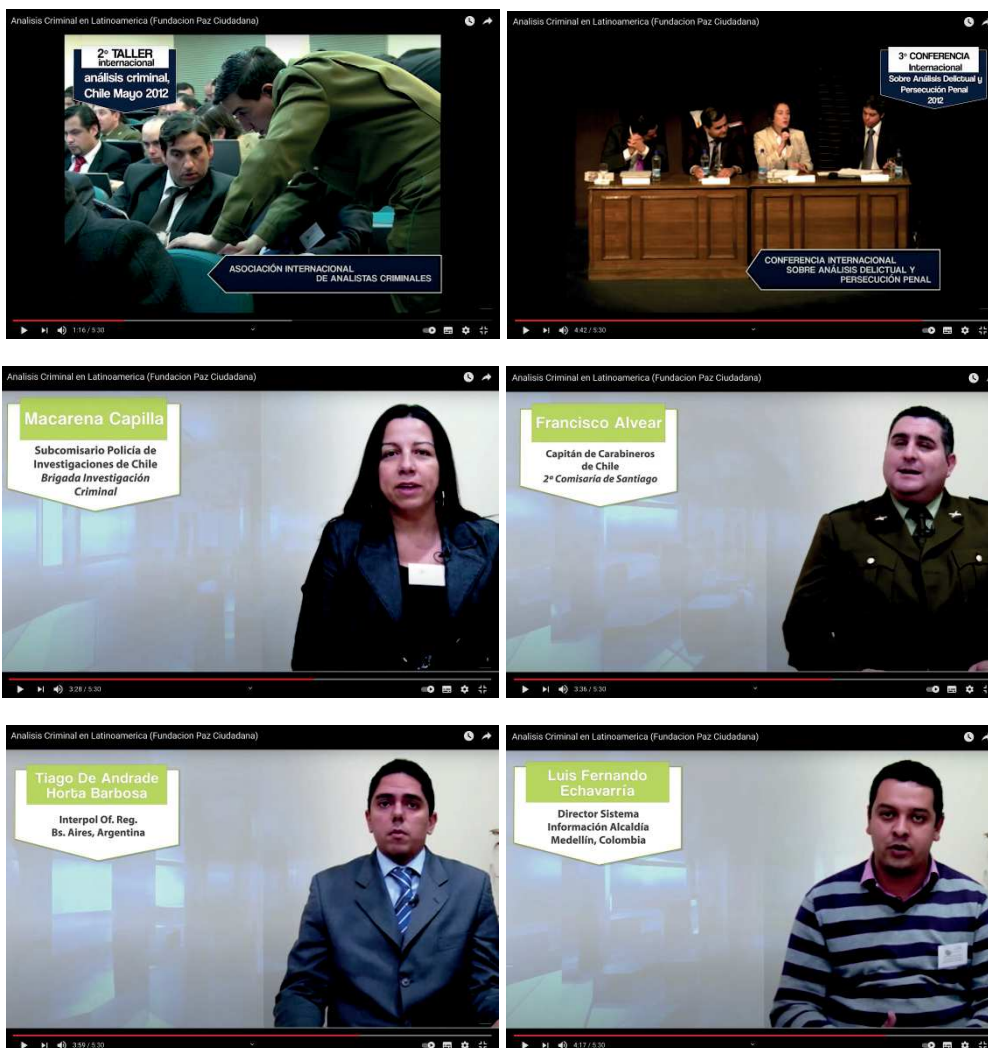 Analisis Criminal en Latinoamerica (Fundacion Paz Ciudadana)
2º TALLER
internacional
análisis criminal,
Chile Mayo 2012
ASOCIACIÓN INTERNACIONAL
DE ANALISTAS CRIMINALES
1:16 / 5:30
Analisis Criminal en Latinoamerica (Fundacion Paz Ciudadana)
3º CONFERENCIA
Internacional
Sobre Análisis Delictual y
Persecución Penal
2012
CONFERENCIA INTERNACIONAL
SOBRE ANÁLISIS DELICTUAL Y
PERSECUCIÓN PENAL
4:42 / 5:30
Analisis Criminal en Latinoamerica (Fundacion Paz Ciudadana)
Macarena Capilla
Subcomisario Policía de
Investigaciones de Chile
Brigada Investigación
Criminal
3:28 / 5:30
Analisis Criminal en Latinoamerica (Fundacion Paz Ciudadana)
Francisco Alvear
Capitán de Carabineros
de Chile
2ª Comisaría de Santiago
3:36 / 5:30
Analisis Criminal en Latinoamerica (Fundacion Paz Ciudadana)
Tiago De Andrade
Horta Barbosa
Interpol Of. Reg.
Bs. Aires, Argentina
3:59 / 5:30
Analisis Criminal en Latinoamerica (Fundacion Paz Ciudadana)
Luis Fernando
Echavarría
Director Sistema
Información Alcaldía
Medellín, Colombia
4:17 / 5:30